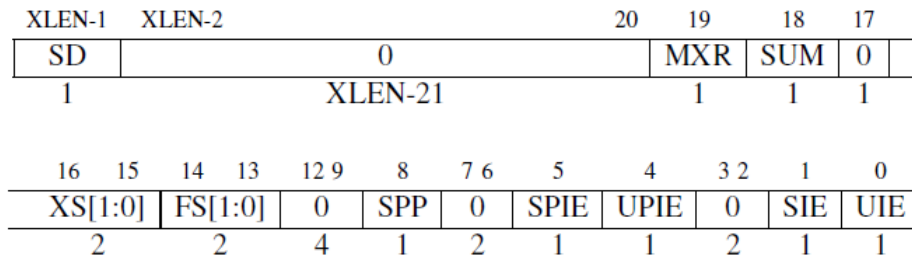 XLEN-1 XLEN-2 20 19 18 17
SD 0 MXR SUM 0
1 XLEN-21 1 1 1
16 15 14 13 12 9 8 7 6 5 4 3 2 1 0
XS[1:0] FS[1:0] 0 SPP 0 SPIE UPIE 0 SIE UIE
2 2 4 1 2 1 1 2 1 1